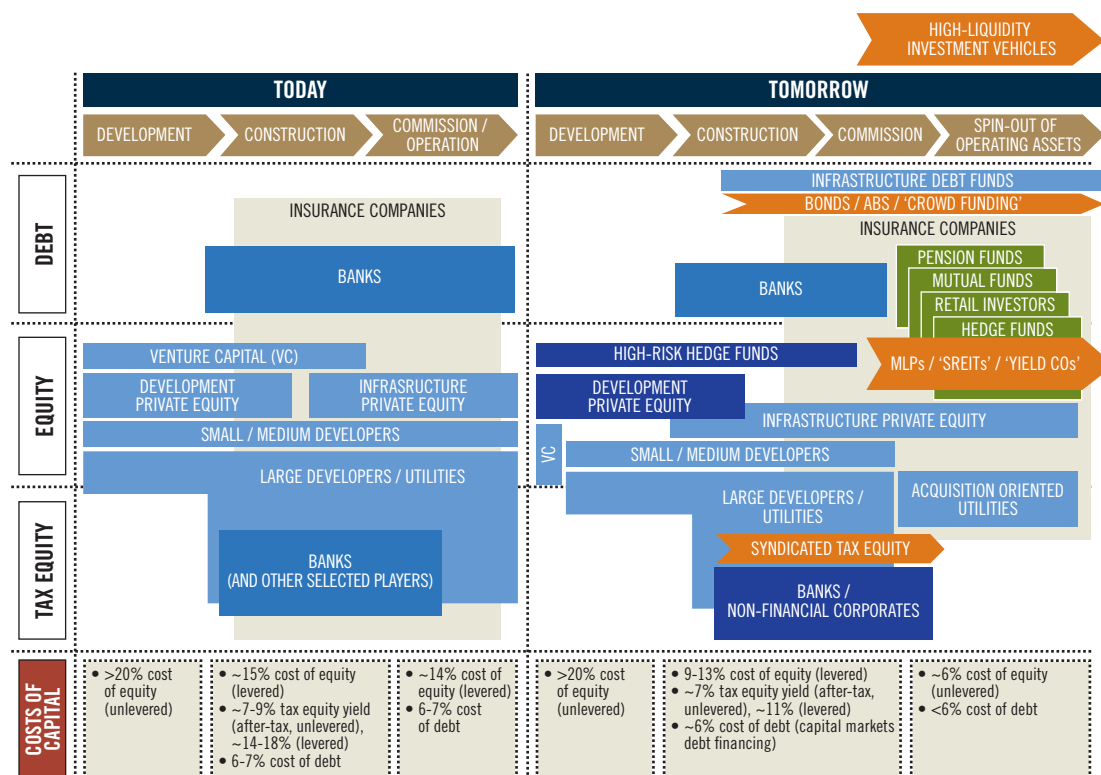 HIGH-LIQUIDITY
INVESTMENT VEHICLES
TODAY
TOMORROW
DEVELOPMENT
CONSTRUCTION
COMMISSION /
OPERATION
DEVELOPMENT
CONSTRUCTION
COMMISSION
SPIN-OUT OF
OPERATING ASSETS
DEBT
INSURANCE COMPANIES
BANKS
INFRASTRUCTURE DEBT FUNDS
BONDS / ABS / ‘CROWD FUNDING’
INSURANCE COMPANIES
BANKS
PENSION FUNDS
MUTUAL FUNDS
RETAIL INVESTORS
HEDGE FUNDS
EQUITY
VENTURE CAPITAL (VC)
DEVELOPMENT
PRIVATE EQUITY
INFRASRUCTURE
PRIVATE EQUITY
SMALL / MEDIUM DEVELOPERS
LARGE DEVELOPERS / UTILITIES
HIGH-RISK HEDGE FUNDS
MLPs / ‘SREITs’ / ‘YIELD COs’
DEVELOPMENT
PRIVATE EQUITY
INFRASTRUCTURE PRIVATE EQUITY
VC
SMALL / MEDIUM DEVELOPERS
LARGE DEVELOPERS /
UTILITIES
ACQUISITION ORIENTED
UTILITIES
TAX EQUITY
BANKS
(AND OTHER SELECTED PLAYERS)
SYNDICATED TAX EQUITY
BANKS /
NON-FINANCIAL CORPORATES
COSTS OF
CAPITAL
• >20% cost
of equity
(unlevered)
• ~15% cost of equity
(levered)
• ~7-9% tax equity yield
(after-tax, unlevered),
~14-18% (levered)
• 6-7% cost of debt
• ~14% cost of
equity (levered)
• 6-7% cost
of debt
• >20% cost
of equity
(unlevered)
• 9-13% cost of equity (levered)
• ~7% tax equity yield (after-tax,
unlevered), ~11% (levered)
• ~6% cost of debt (capital markets
debt financing)
• ~6% cost of equity
(unlevered)
• <6% cost of debt